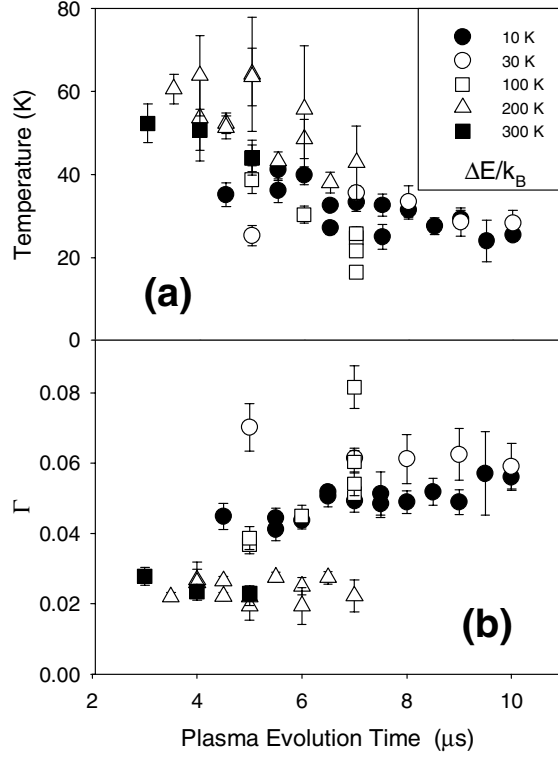 80
60
40
20
0
Temperature (K)
10 K
30 K
100 K
200 K
300 K
ΔE/k_B
(a)
0.08
0.06
0.04
0.02
0.00
Γ
(b)
2 4 6 8 10
Plasma Evolution Time (μs)